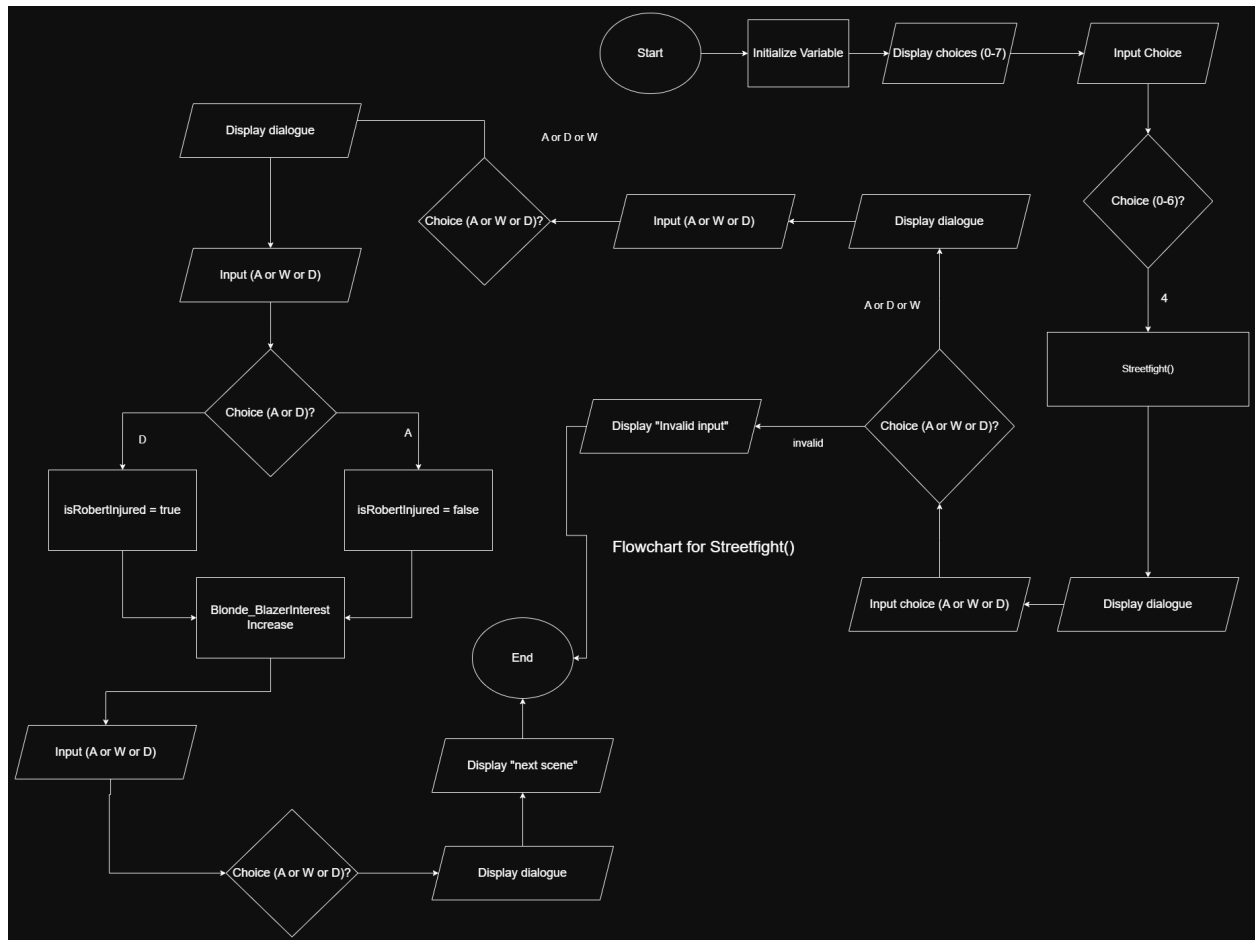 Start
Initialize Variable
Display choices (0-7)
Input Choice
Choice (0-6)?
4
Streetfight()
Display dialogue
Input choice (A or W or D)
Choice (A or W or D)?
invalid
Display "Invalid input"
A or D or W
Display dialogue
Input (A or W or D)
Choice (A or W or D)?
A or D or W
Display dialogue
Input (A or W or D)
Choice (A or D)?
D
A
isRobertInjured = true
isRobertInjured = false
Blonde_BlazerInterest
Increase
Input (A or W or D)
Choice (A or W or D)?
Display dialogue
Display "next scene"
End
Flowchart for Streetfight()